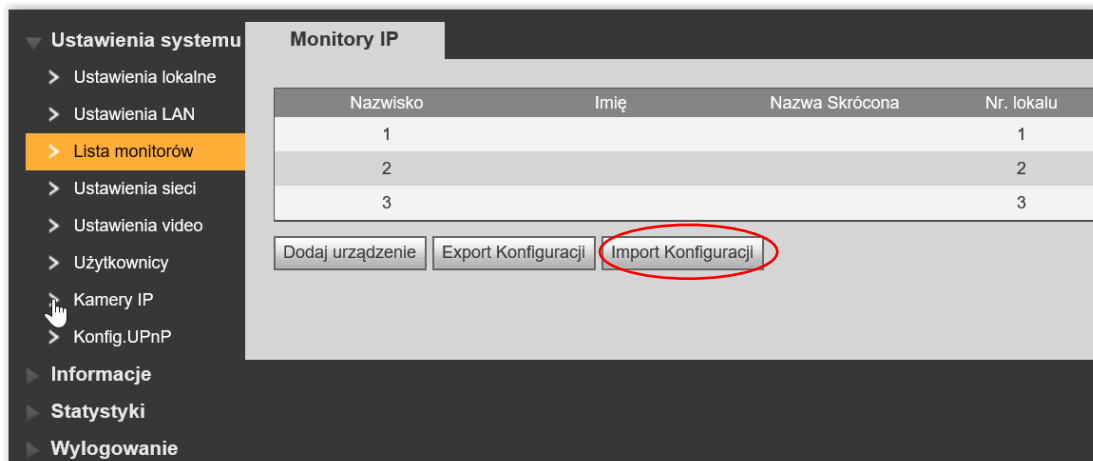 Ustawienia systemu
Ustawienia lokalne
Ustawienia LAN
Lista monitorów
Ustawienia sieci
Ustawienia video
Użytkownicy
Kamery IP
Konfig.UPnP
Informacje
Statystyki
Wylogowanie
Monitory IP
Nazwisko Imię Nazwa Skrócona Nr. lokalu
1 1
2 2
3 3
Dodaj urządzenie Export Konfiguracji Import Konfiguracji